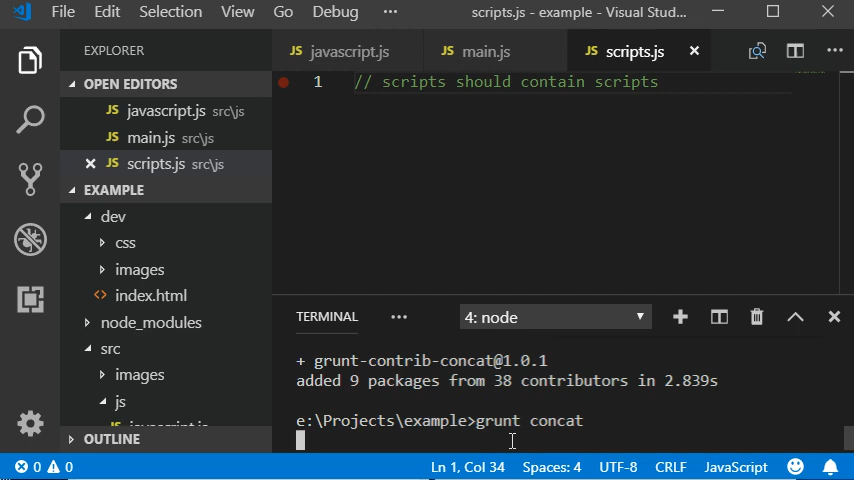 File Edit Selection View Go Debug ··· scripts.js - example - Visual Stud...
EXPLORER
JS javascript.js JS main.js JS scripts.js × ···
OPEN EDITORS
JS javascript.js src\js
JS main.js src\js
× JS scripts.js src\js
1 // scripts should contain scripts
EXAMPLE
dev
css
images
<> index.html
node_modules
src
images
js
OUTLINE
TERMINAL ··· 4: node
+ grunt-contrib-concat@1.0.1
added 9 packages from 38 contributors in 2.839s
e:\Projects\example>grunt concat
0 0 Ln 1, Col 34 Spaces: 4 UTF-8 CRLF JavaScript